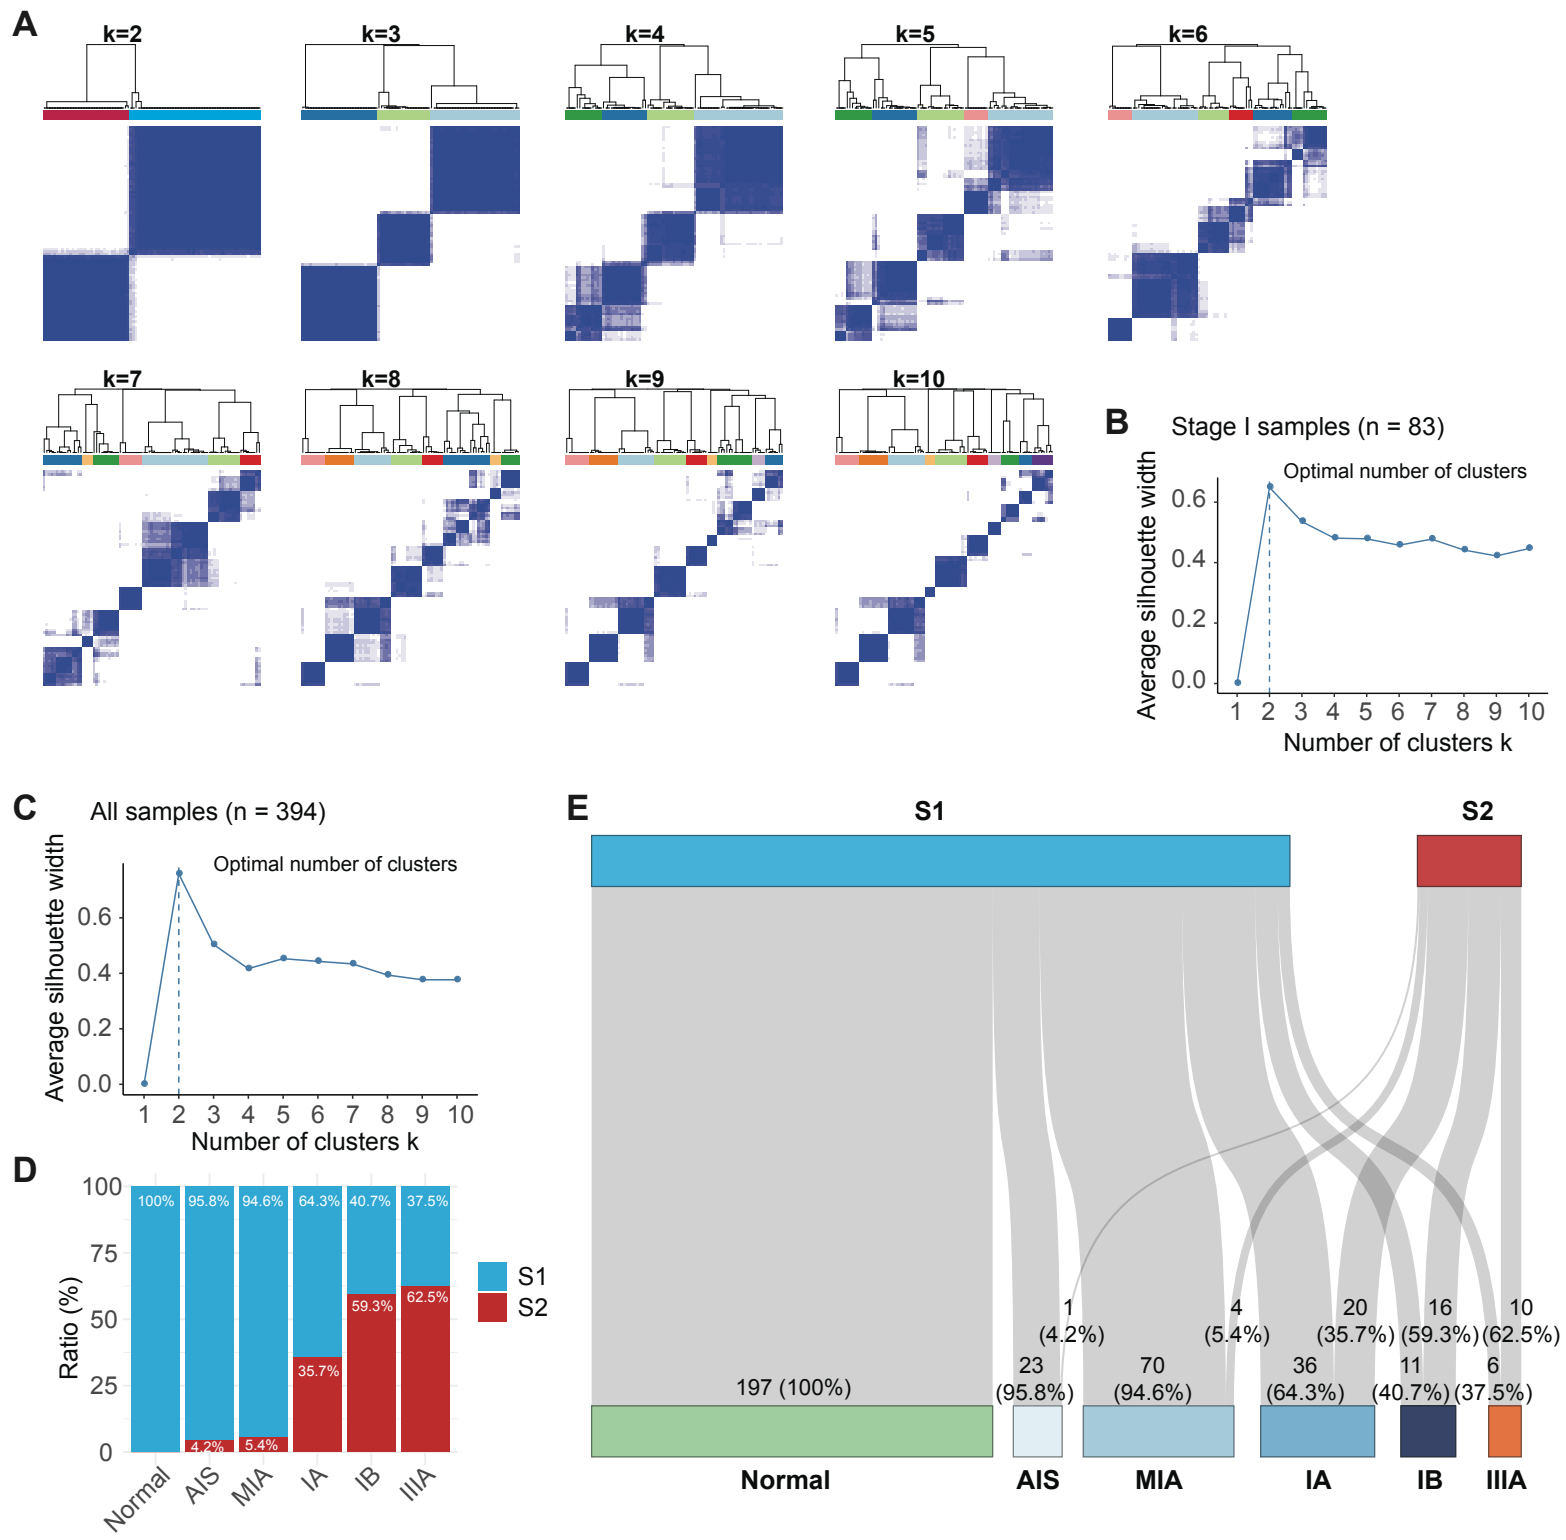 A
k=2
k=3
k=4
k=5
k=6
k=7
k=8
k=9
k=10
B
Stage I samples (n = 83)
Optimal number of clusters
Average silhouette width
0.6
0.4
0.2
0.0
1 2 3 4 5 6 7 8 9 10
Number of clusters k
C
All samples (n = 394)
Optimal number of clusters
Average silhouette width
0.6
0.4
0.2
0.0
1 2 3 4 5 6 7 8 9 10
Number of clusters k
D
Ratio (%)
100
75
50
25
0
100% 95.8% 94.6% 64.3% 40.7% 37.5%
4.2% 5.4% 35.7% 59.3% 62.5%
Normal AIS MIA IA IB IIIA
S1
S2
E
S1 S2
1 4 20 16 10
(4.2%) (5.4%) (35.7%) (59.3%) (62.5%)
23 70 36 11 6
197 (100%) (95.8%) (94.6%) (64.3%) (40.7%) (37.5%)
Normal AIS MIA IA IB IIIA